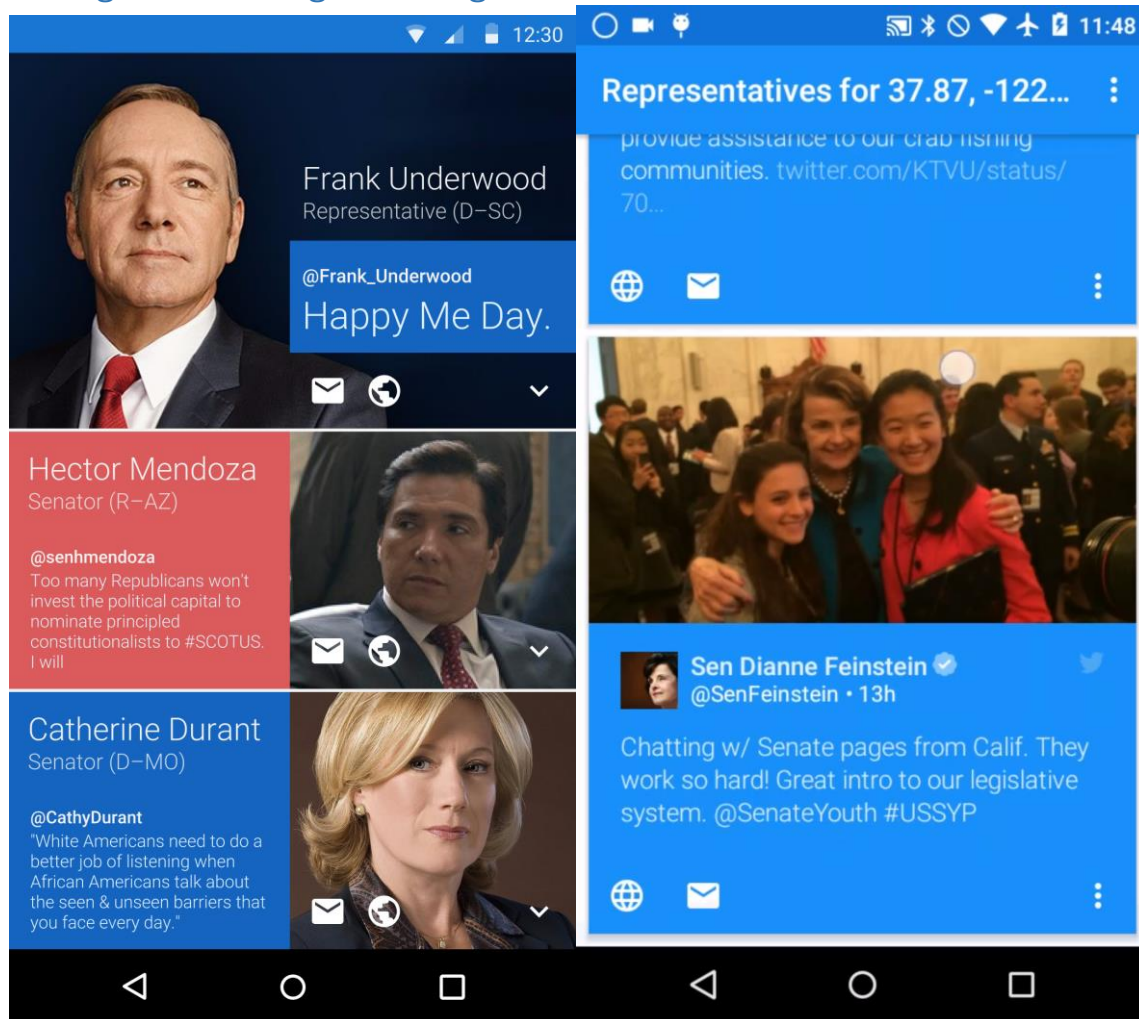 12:30
Frank Underwood
Representative (D–SC)
@Frank_Underwood
Happy Me Day.
Hector Mendoza
Senator (R–AZ)
@senhmendoza
Too many Republicans won't
invest the political capital to
nominate principled
constitutionalists to #SCOTUS.
I will
Catherine Durant
Senator (D–MO)
@CathyDurant
"White Americans need to do a
better job of listening when
African Americans talk about
the seen & unseen barriers that
you face every day."
11:48
Representatives for 37.87, -122...
provide assistance to our crab fishing
communities. twitter.com/KTVU/status/
70...
Sen Dianne Feinstein
@SenFeinstein • 13h
Chatting w/ Senate pages from Calif. They
work so hard! Great intro to our legislative
system. @SenateYouth #USSYP